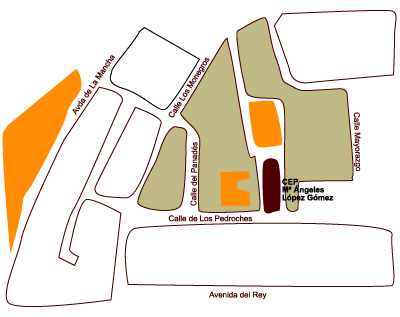 Avda de La Mancha
Calle Los Monegros
Calle del Panadés
Calle Mayorazgo
CEP
Mª Ángeles
López Gómez
Calle de Los Pedroches
Avenida del Rey